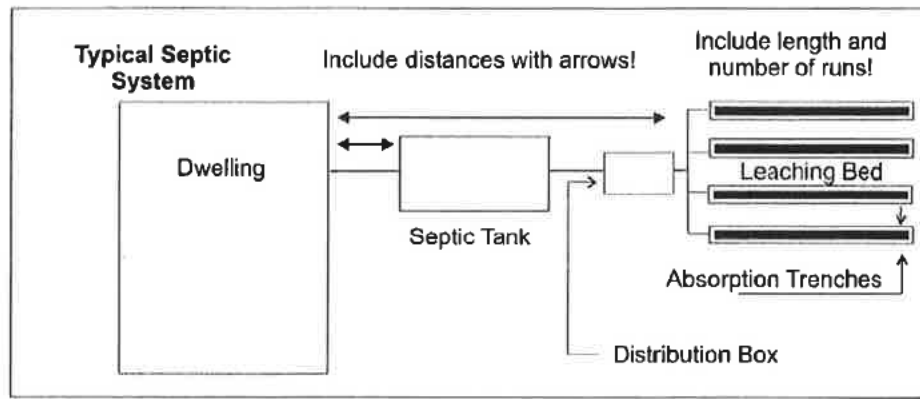 Typical Septic
System
Include distances with arrows!
Include length and
number of runs!
Dwelling
Leaching Bed
Septic Tank
Absorption Trenches
Distribution Box